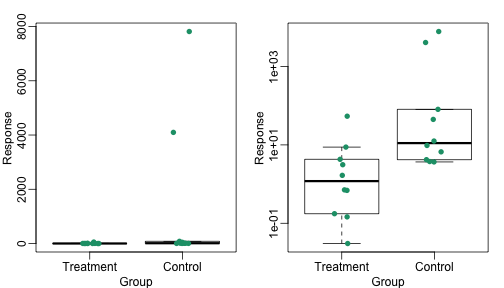 Response
0
2000
4000
6000
8000
Treatment
Control
Group
Response
1e-01
1e+01
1e+03
Treatment
Control
Group